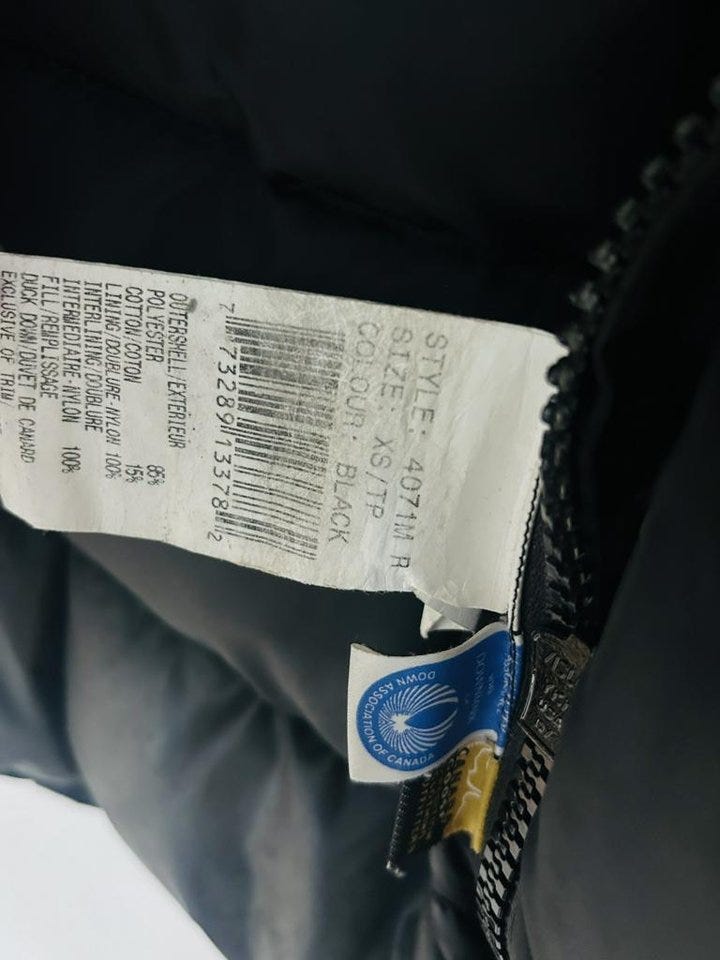 STYLE: 4071M R
SIZE: XS/TP
COLOUR: BLACK
7 73289 13378 2
OUTERSHELL/EXTERIEUR
POLYESTER 85%
COTTON/COTON 15%
LINING/DOUBLURE-NYLON 100%
INTERLINING/DOUBLURE
INTERMEDIAIRE-NYLON 100%
FILL/REMPLISSAGE
DUCK DOWN/DUVET DE CANARD
EXCLUSIVE OF TRIM/
DOWN ASSOCIATION OF CANADA